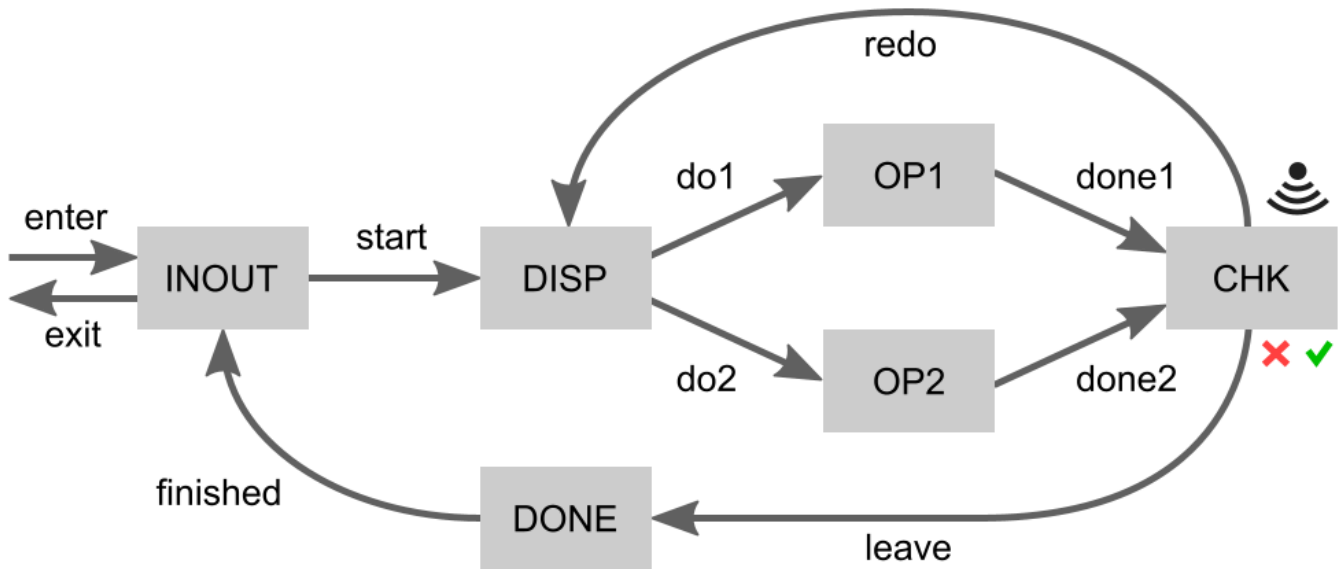 redo
do1
OP1
done1
enter
start
INOUT
DISP
CHK
exit
do2
OP2
done2
finished
DONE
leave